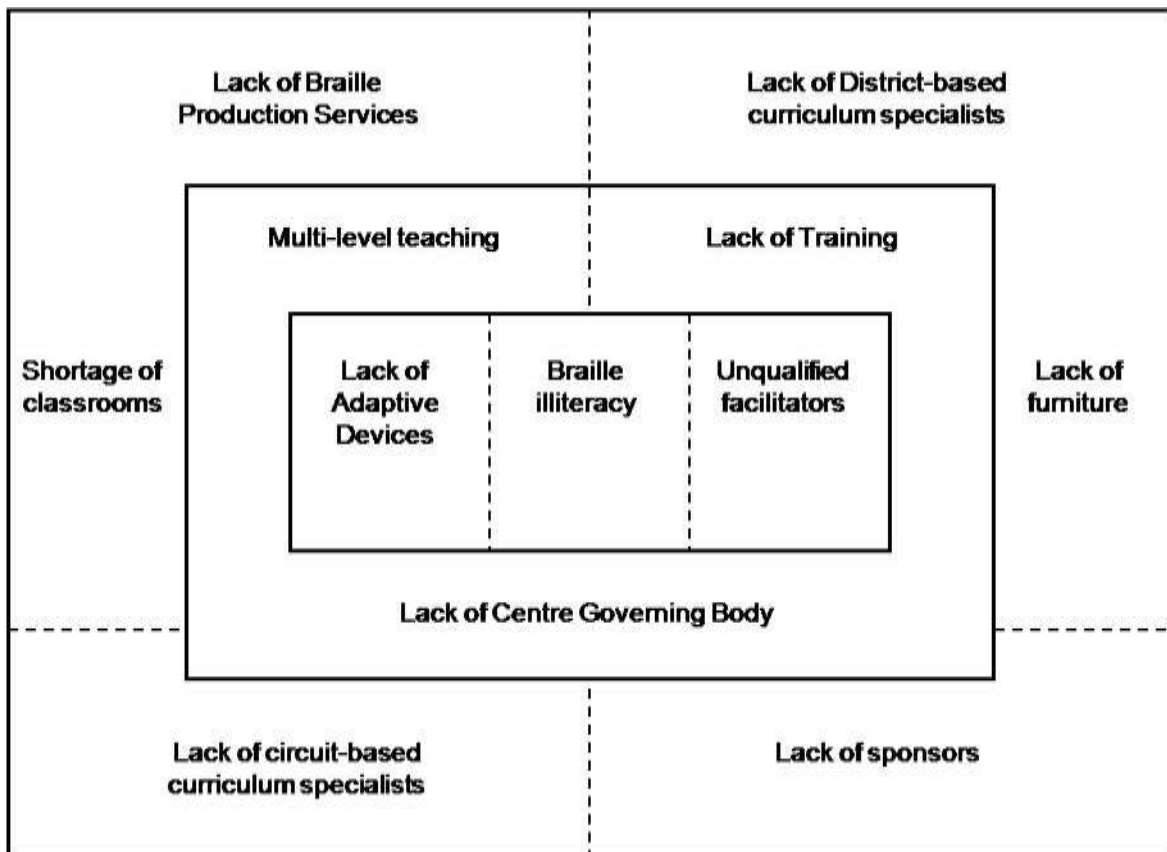 Lack of Braille
Production Services
Lack of District-based
curriculum specialists
Multi-level teaching
Lack of Training
Shortage of
classrooms
Lack of
Adaptive
Devices
Braille
illiteracy
Unqualified
facilitators
Lack of
furniture
Lack of Centre Governing Body
Lack of circuit-based
curriculum specialists
Lack of sponsors